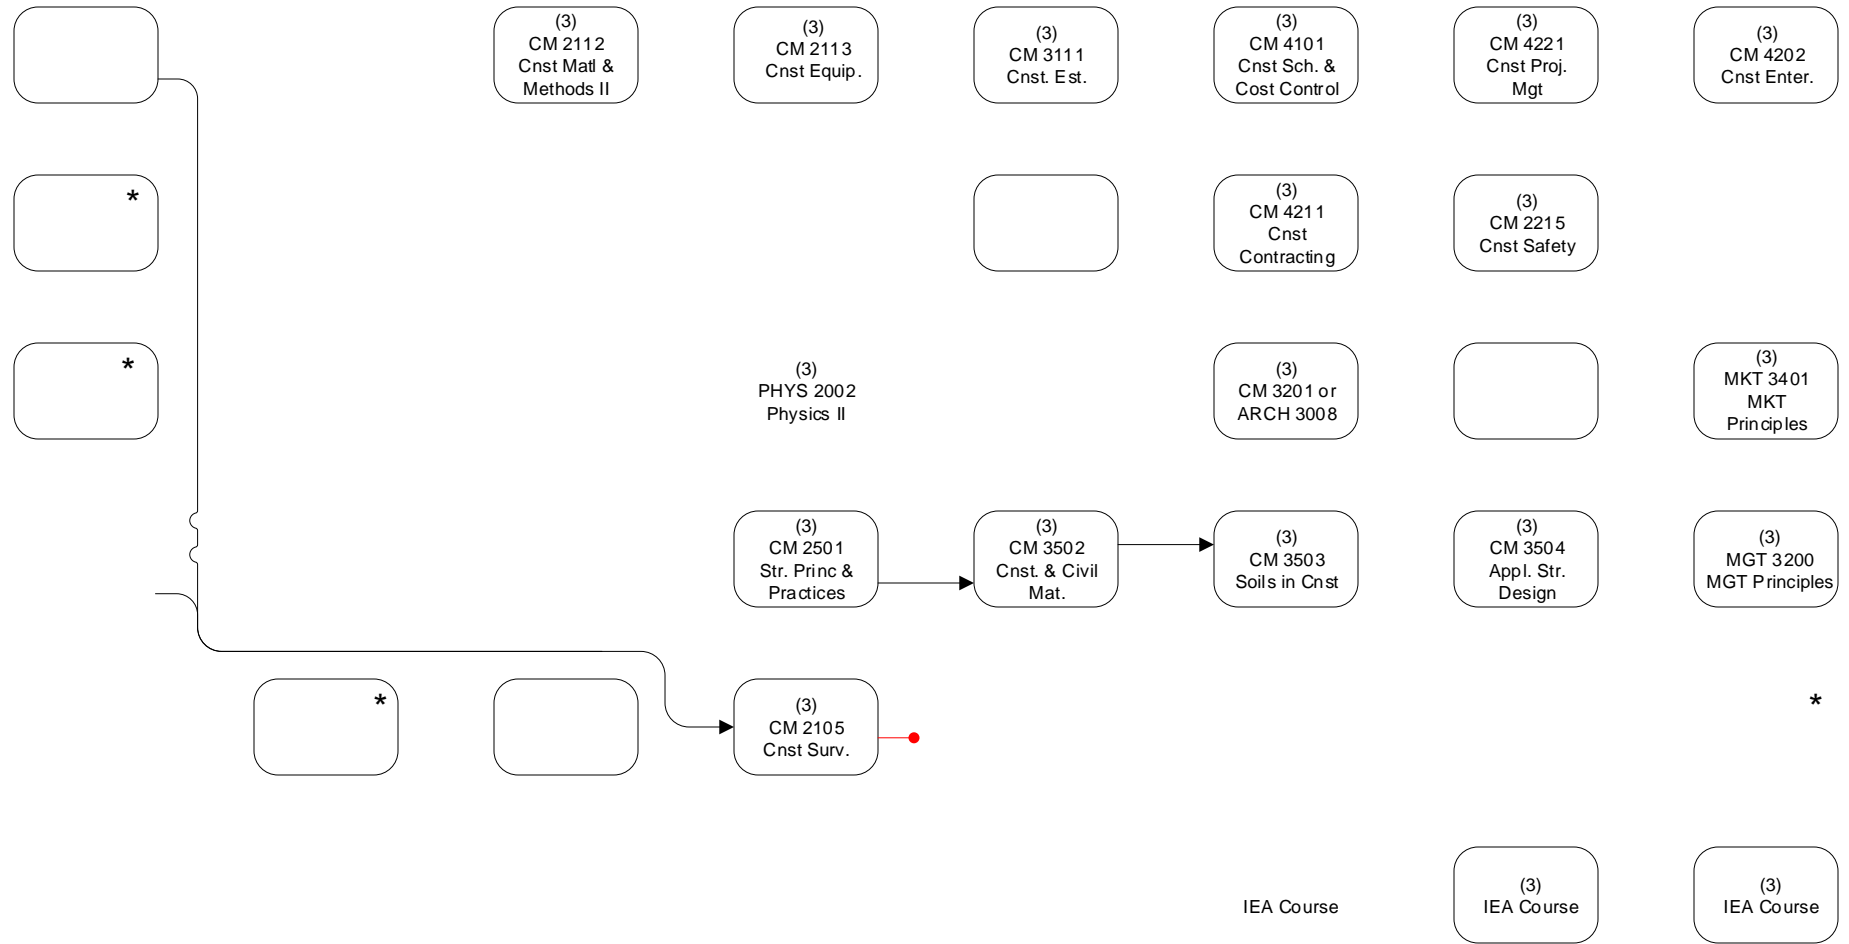 (3)
CM 2112
Cnst Matl &
Methods II
(3)
CM 2113
Cnst Equip.
(3)
CM 3111
Cnst. Est.
(3)
CM 4101
Cnst Sch. &
Cost Control
(3)
CM 4221
Cnst Proj.
Mgt
(3)
CM 4202
Cnst Enter.
*
(3)
CM 4211
Cnst
Contracting
(3)
CM 2215
Cnst Safety
*
(3)
PHYS 2002
Physics II
(3)
CM 3201 or
ARCH 3008
(3)
MKT 3401
MKT
Principles
(3)
CM 2501
Str. Princ &
Practices
(3)
CM 3502
Cnst. & Civil
Mat.
(3)
CM 3503
Soils in Cnst
(3)
CM 3504
Appl. Str.
Design
(3)
MGT 3200
MGT Principles
*
(3)
CM 2105
Cnst Surv.
*
IEA Course
(3)
IEA Course
(3)
IEA Course